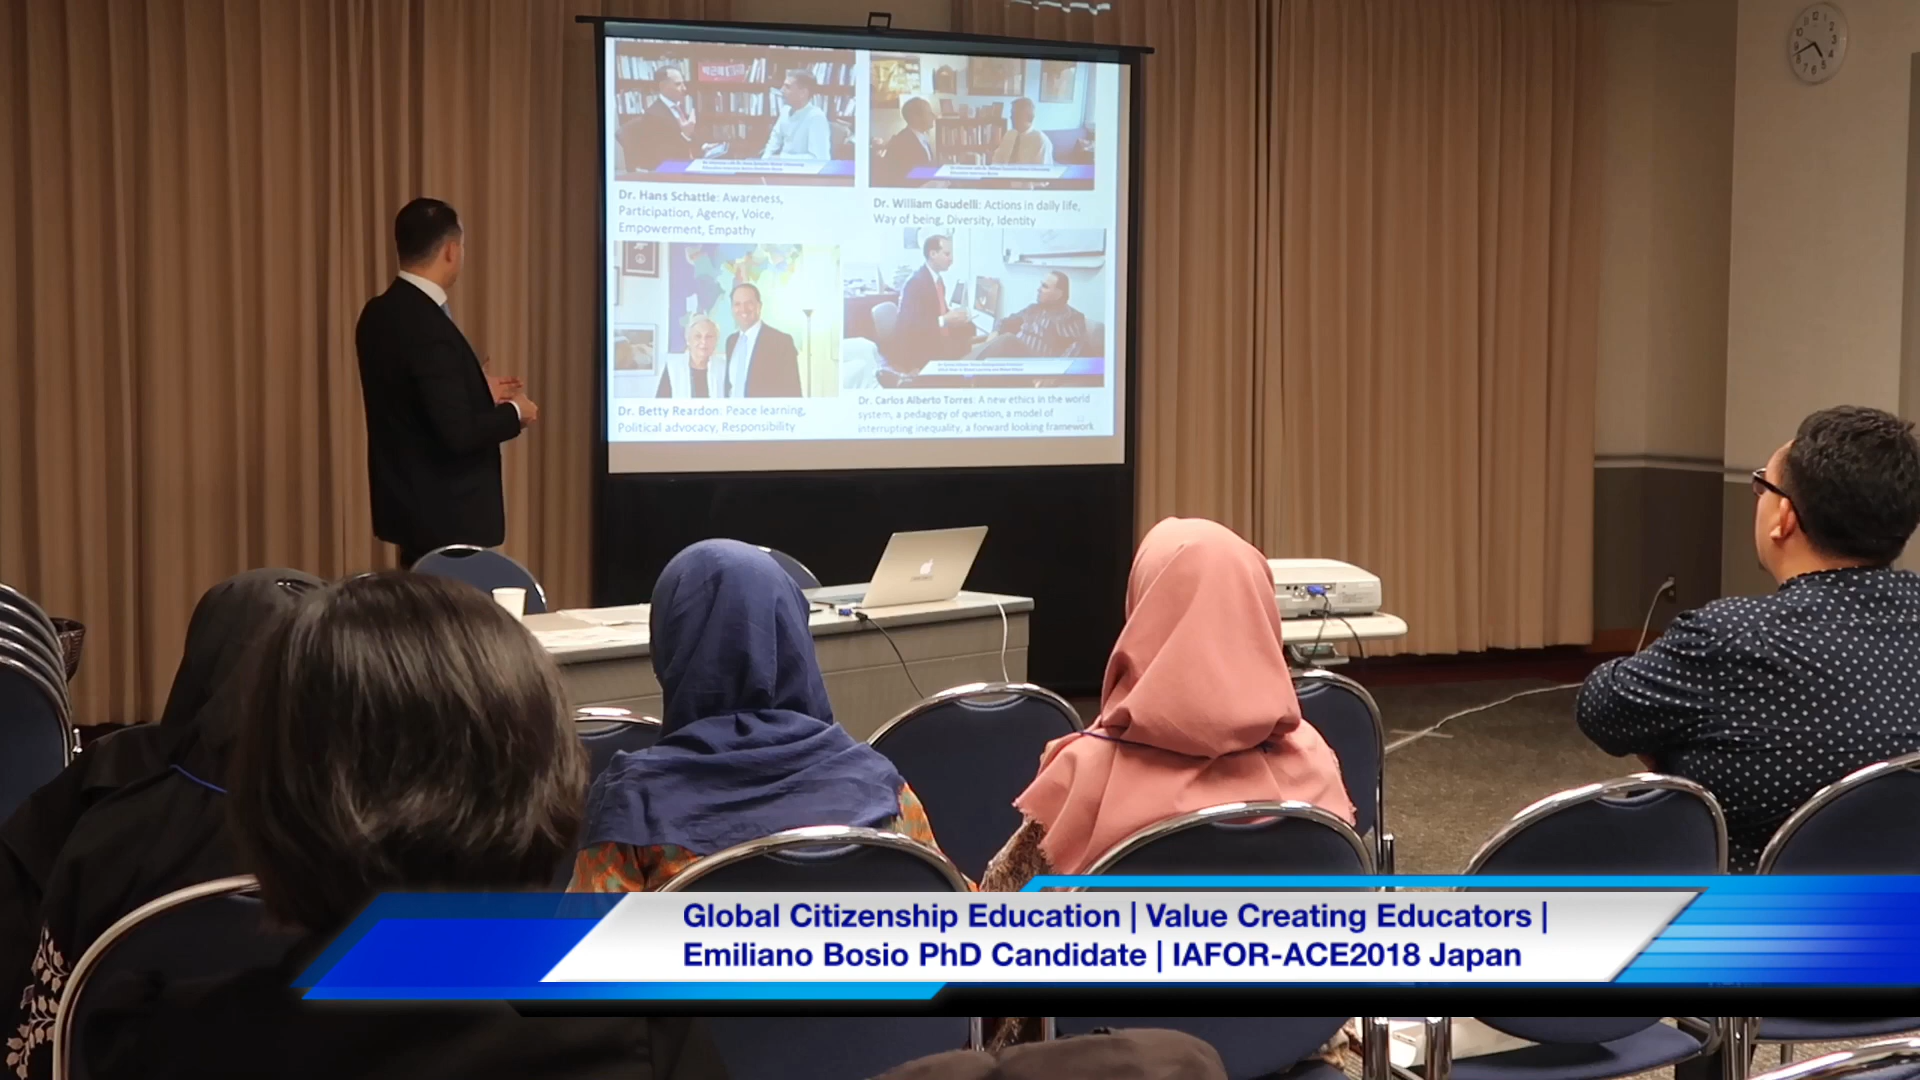 Dr. Hans Schattle: Awareness,
Participation, Agency, Voice,
Empowerment, Empathy
Dr. William Gaudelli: Actions in daily life,
Way of being, Diversity, Identity
Dr. Betty Reardon: Peace learning,
Political advocacy, Responsibility
Dr. Carlos Alberto Torres: A new ethics in the world
system, a pedagogy of question, a model of
interrupting inequality, a forward looking framework
Global Citizenship Education | Value Creating Educators |
Emiliano Bosio PhD Candidate | IAFOR-ACE2018 Japan